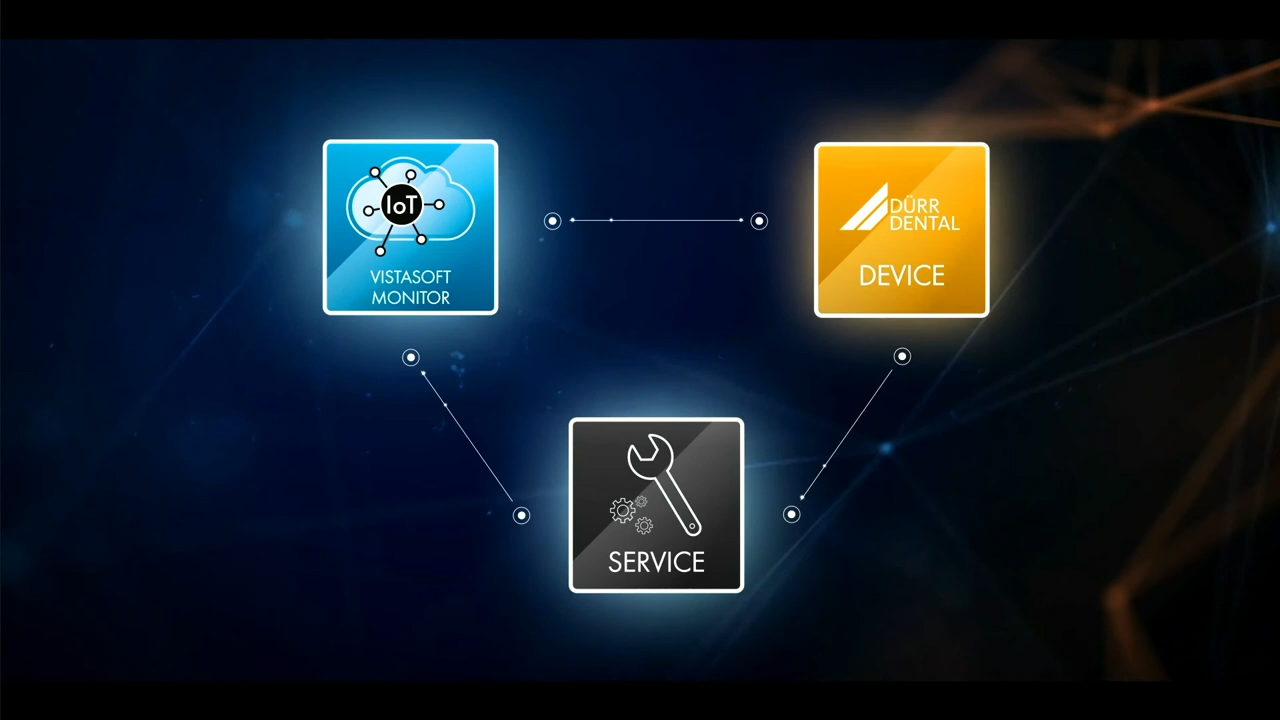 IoT
VISTASOFT
MONITOR
DÜRR
DENTAL
DEVICE
SERVICE